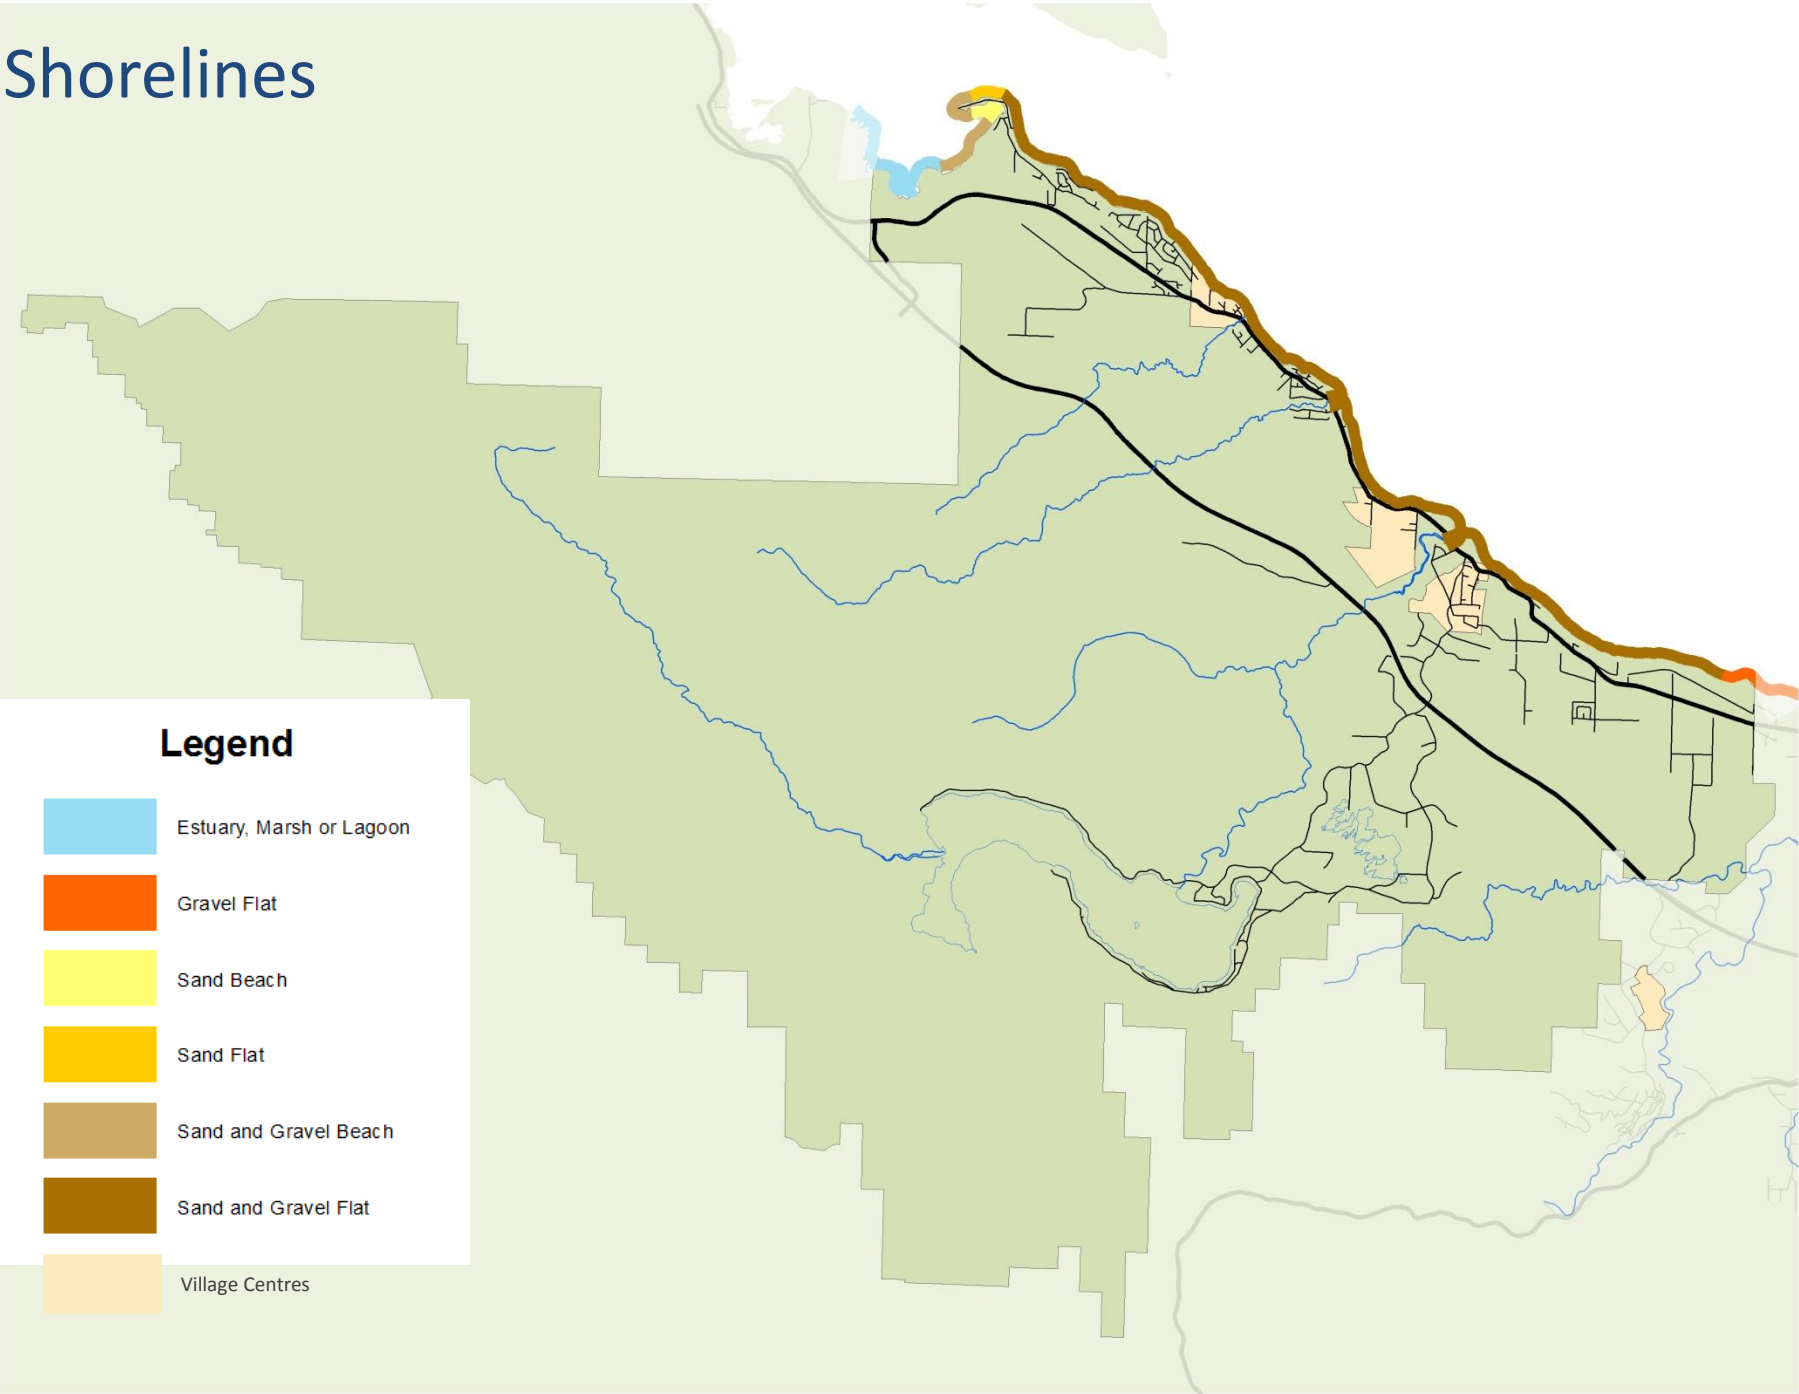 Shorelines
Legend
Estuary, Marsh or Lagoon
Gravel Flat
Sand Beach
Sand Flat
Sand and Gravel Beach
Sand and Gravel Flat
Village Centres